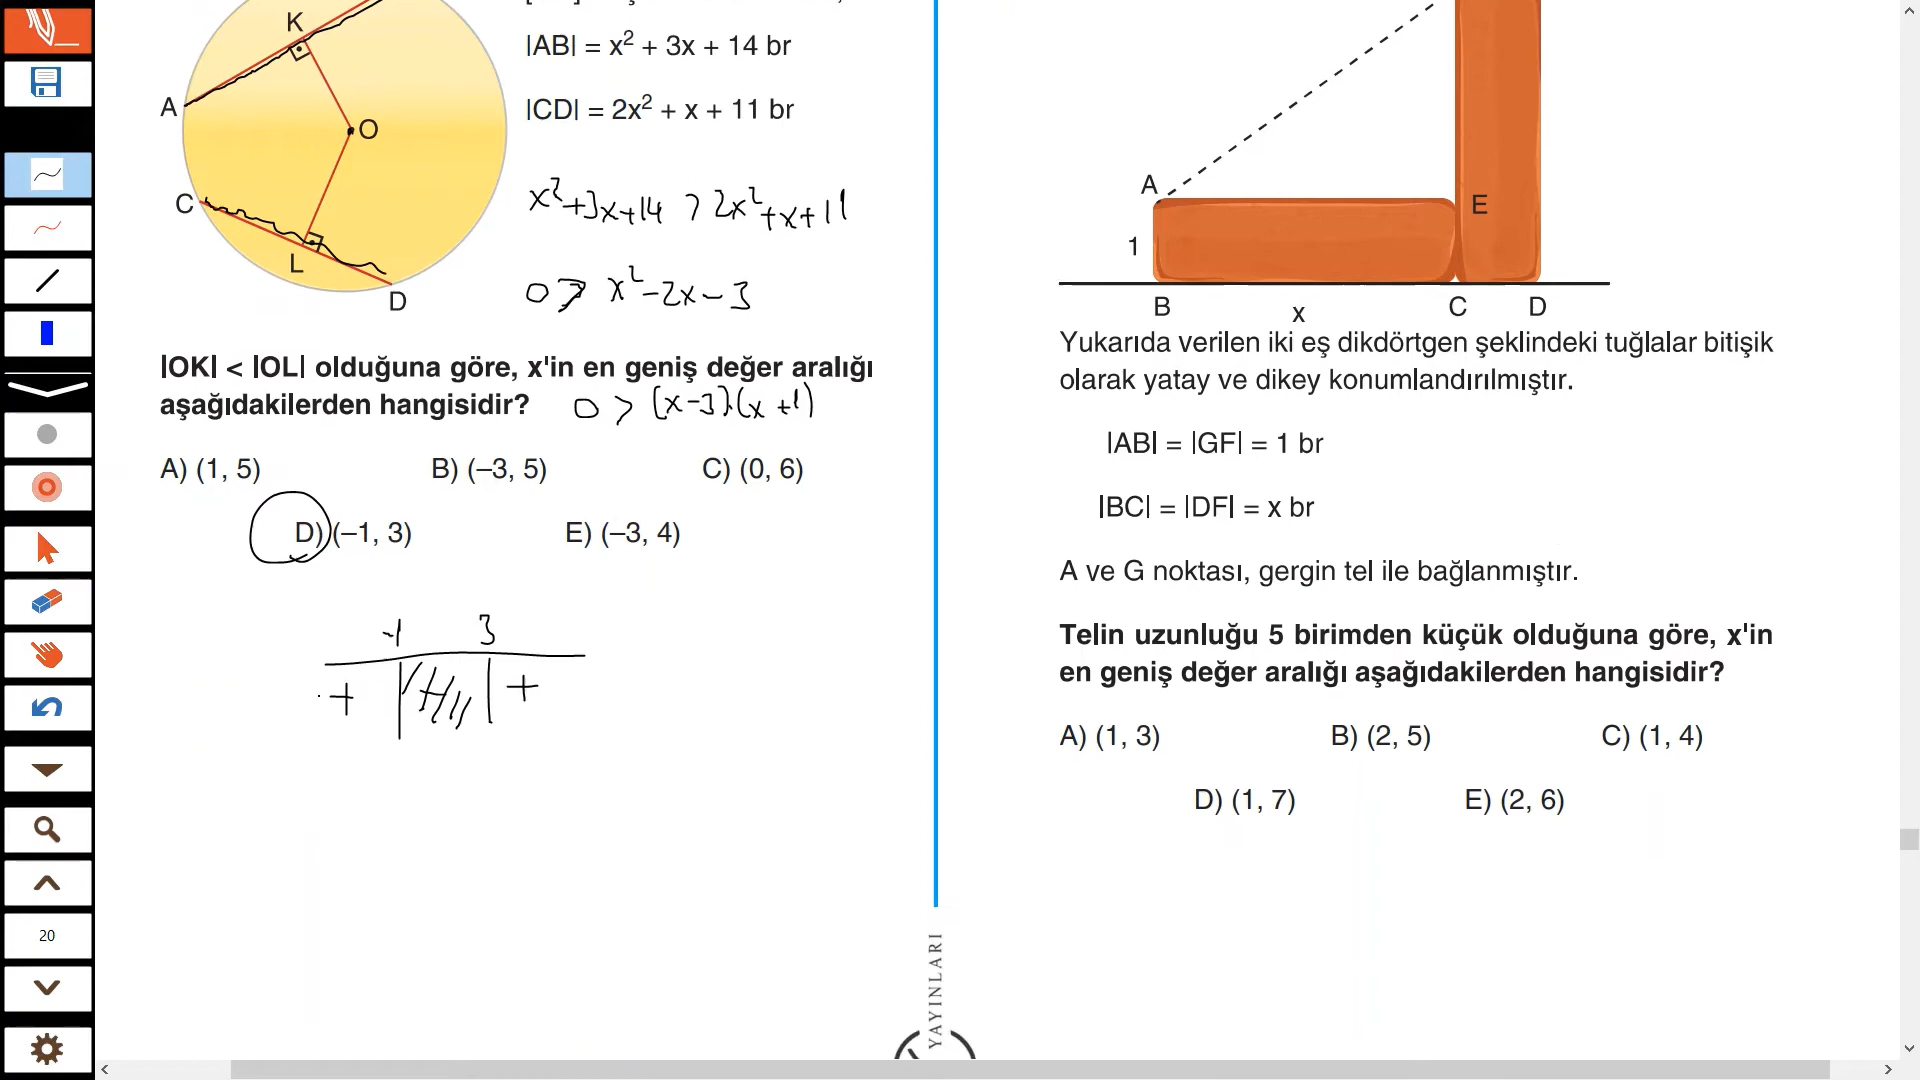 K
A
O
C
L
D
|AB| = x² + 3x + 14 br
|CD| = 2x² + x + 11 br
x²+3x+14 > 2x²+x+11
0 > x²-2x-3
|OK| < |OL| olduğuna göre, x'in en geniş değer aralığı
aşağıdakilerden hangisidir?
0 > (x-3).(x+1)
A) (1, 5) B) (–3, 5) C) (0, 6)
D) (–1, 3) E) (–3, 4)
-1 3
+ +
A
E
1
B x C D
Yukarıda verilen iki eş dikdörtgen şeklindeki tuğlalar bitişik
olarak yatay ve dikey konumlandırılmıştır.
|AB| = |GF| = 1 br
|BC| = |DF| = x br
A ve G noktası, gergin tel ile bağlanmıştır.
Telin uzunluğu 5 birimden küçük olduğuna göre, x'in
en geniş değer aralığı aşağıdakilerden hangisidir?
A) (1, 3) B) (2, 5) C) (1, 4)
D) (1, 7) E) (2, 6)
YAYINLARI
20